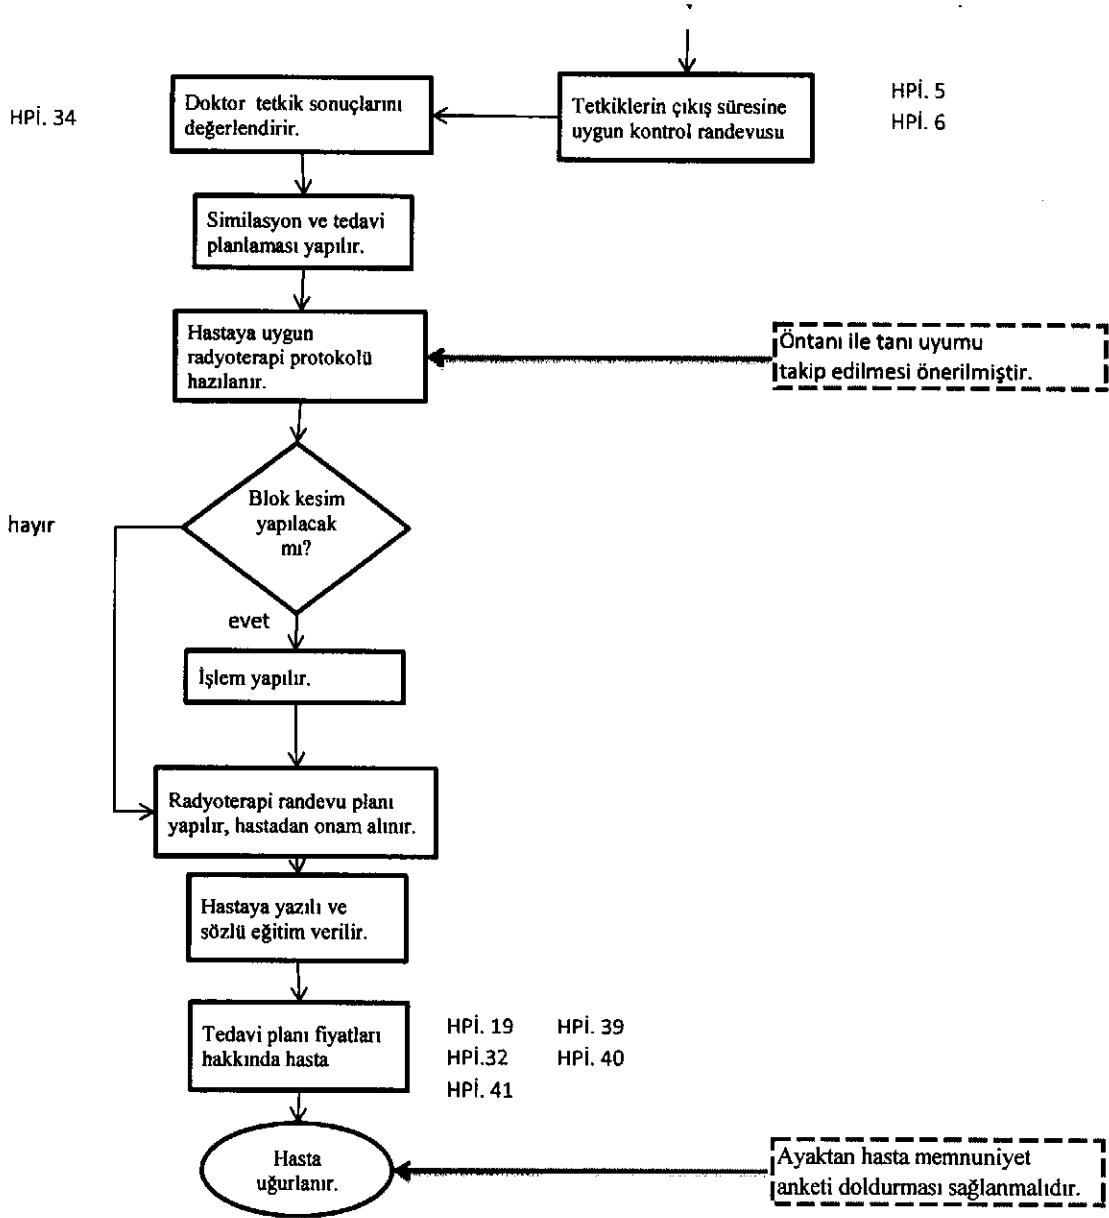 Tetkiklerin çıkış süresine
uygun kontrol randevusu
HPİ. 5
HPİ. 6
HPİ. 34
Doktor tetkik sonuçlarını
değerlendirir.
Similasyon ve tedavi
planlaması yapılır.
Hastaya uygun
radyoterapi protokolü
hazılanır.
Öntanı ile tanı uyumu
takip edilmesi önerilmiştir.
Blok kesim
yapılacak
mı?
hayır
evet
İşlem yapılır.
Radyoterapi randevu planı
yapılır, hastadan onam alınır.
Hastaya yazılı ve
sözlü eğitim verilir.
Tedavi planı fiyatları
hakkında hasta
HPİ. 19 HPİ. 39
HPİ.32 HPİ. 40
HPİ. 41
Hasta
uğurlanır.
Ayaktan hasta memnuniyet
anketi doldurması sağlanmalıdır.